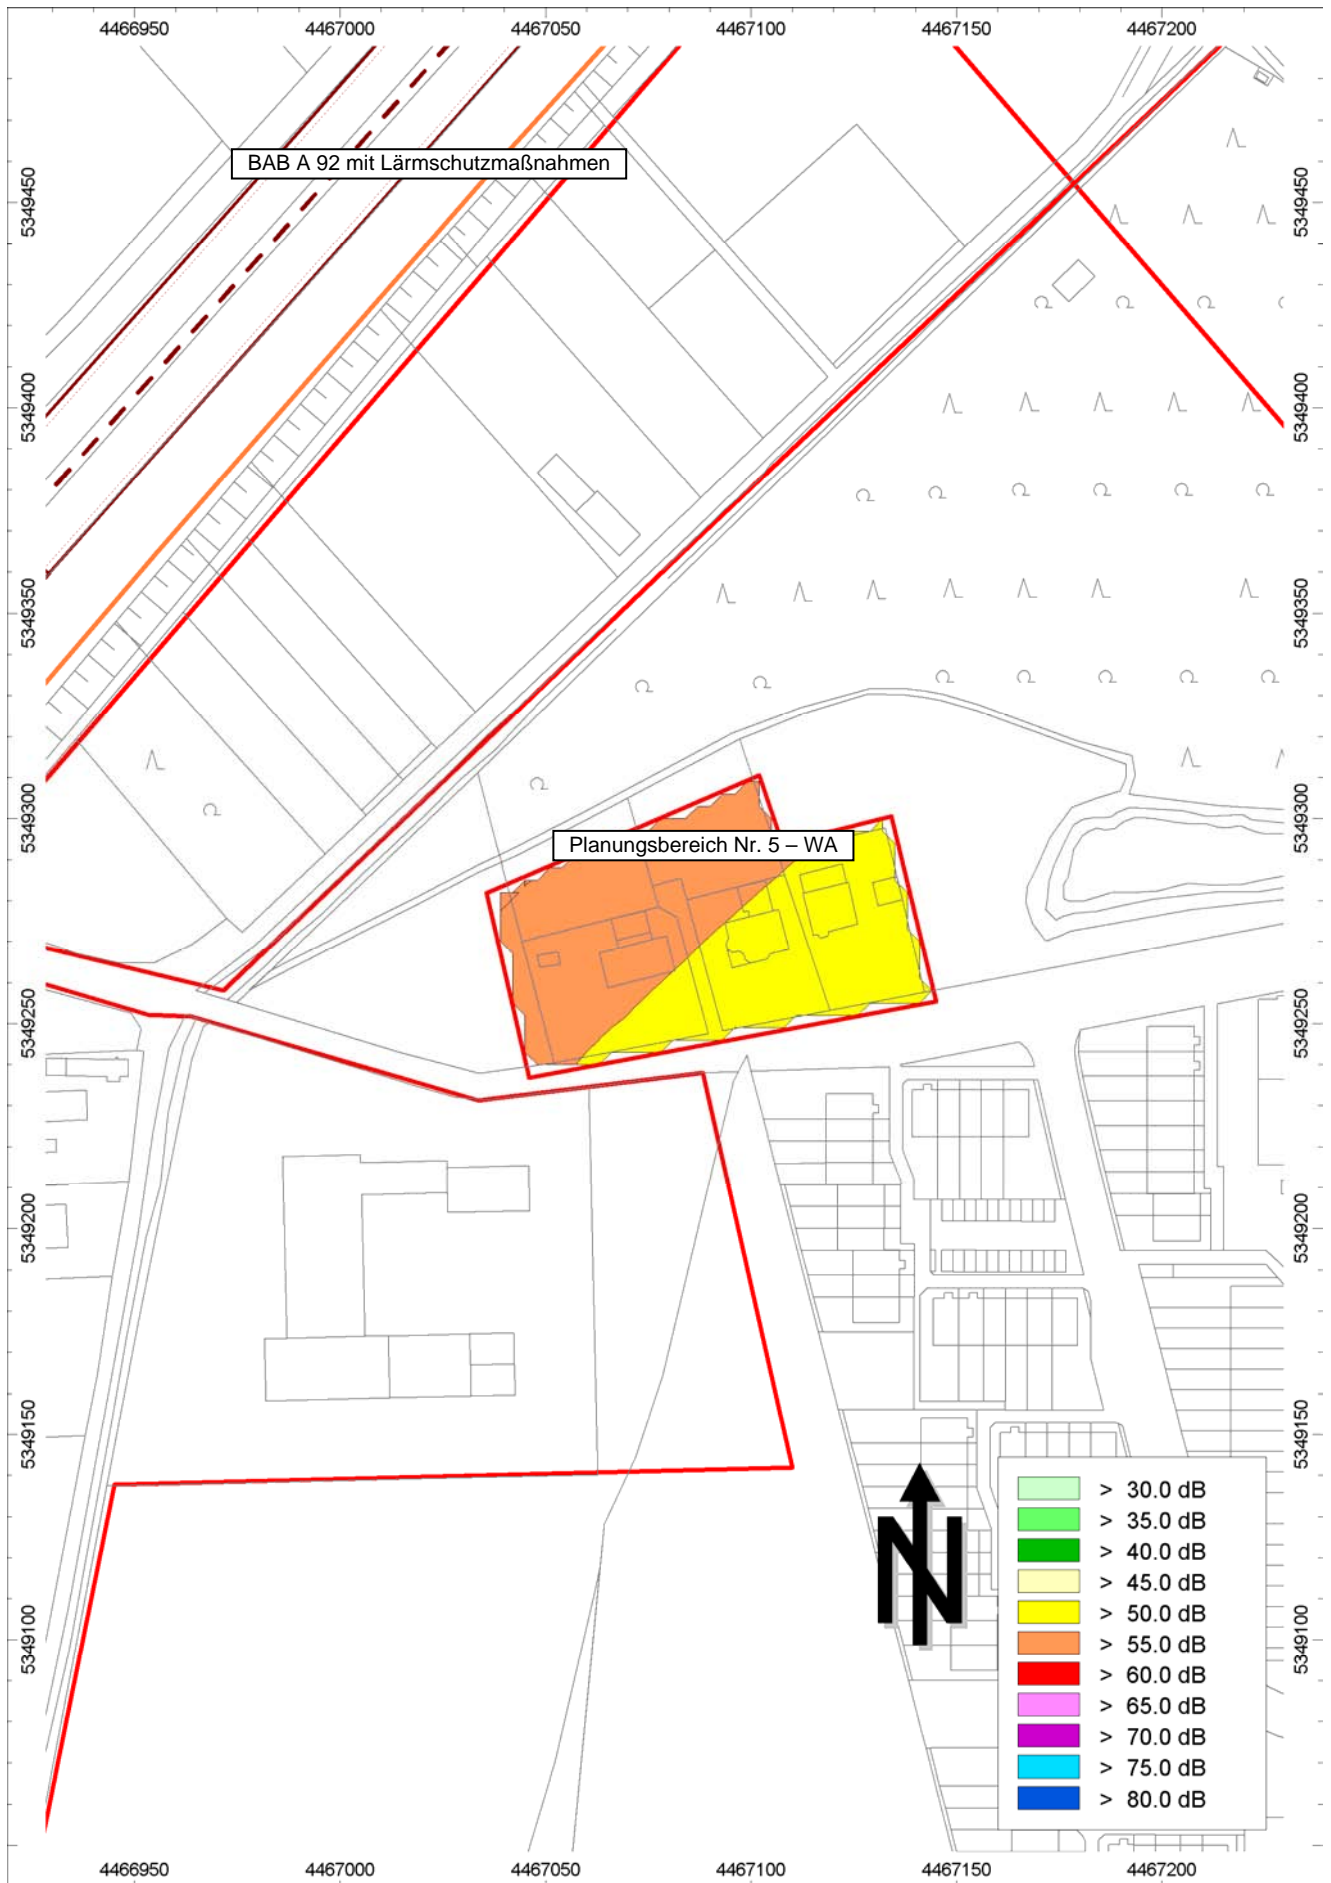 4466950 4467000 4467050 4467100 4467150 4467200
BAB A 92 mit Lärmschutzmaßnahmen
5349450 5349450
5349400 5349400
5349350 5349350
5349300 5349300
Planungsbereich Nr. 5 – WA
5349250 5349250
5349200 5349200
5349150 5349150
> 30.0 dB
> 35.0 dB
> 40.0 dB
> 45.0 dB
> 50.0 dB
> 55.0 dB
> 60.0 dB
> 65.0 dB
> 70.0 dB
> 75.0 dB
> 80.0 dB
N
5349100 5349100
4466950 4467000 4467050 4467100 4467150 4467200